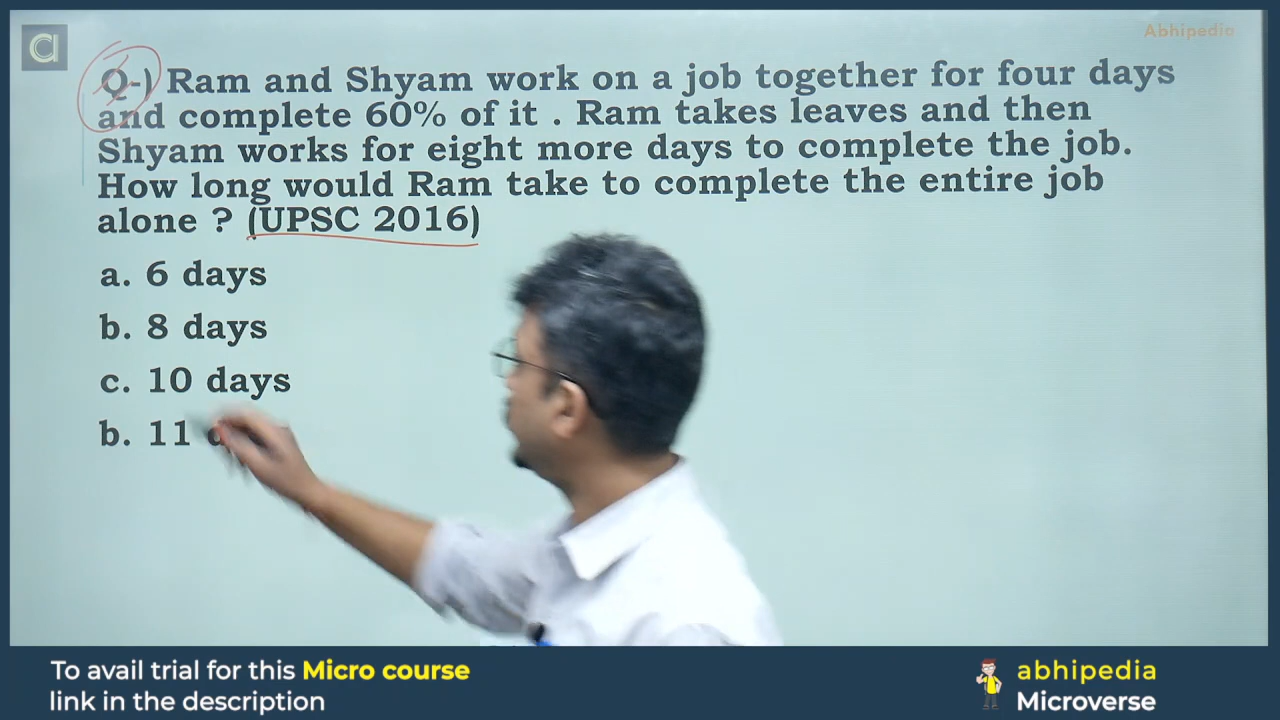 Abhipedia
Q-) Ram and Shyam work on a job together for four days
and complete 60% of it . Ram takes leaves and then
Shyam works for eight more days to complete the job.
How long would Ram take to complete the entire job
alone ? (UPSC 2016)
a. 6 days
b. 8 days
c. 10 days
b. 11
To avail trial for this Micro course
link in the description
abhipedia
Microverse